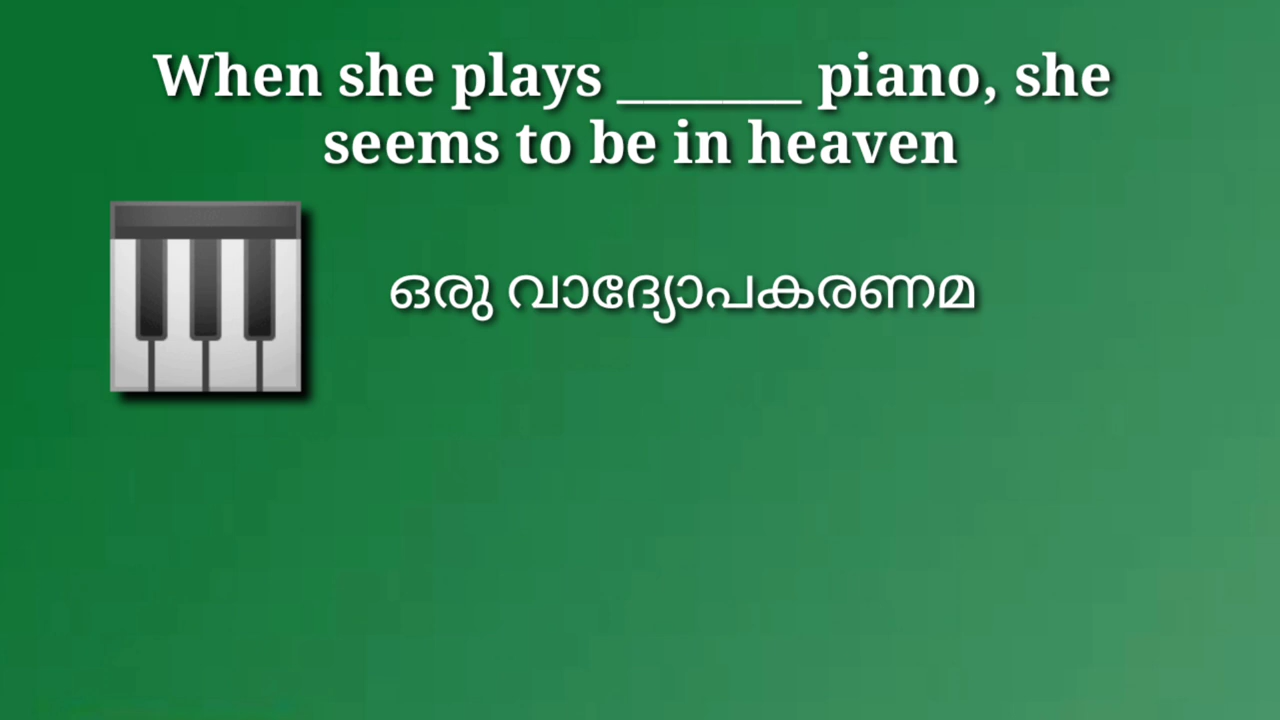 When she plays _______ piano, she
seems to be in heaven
ഒരു വാദ്യോപകരണമ